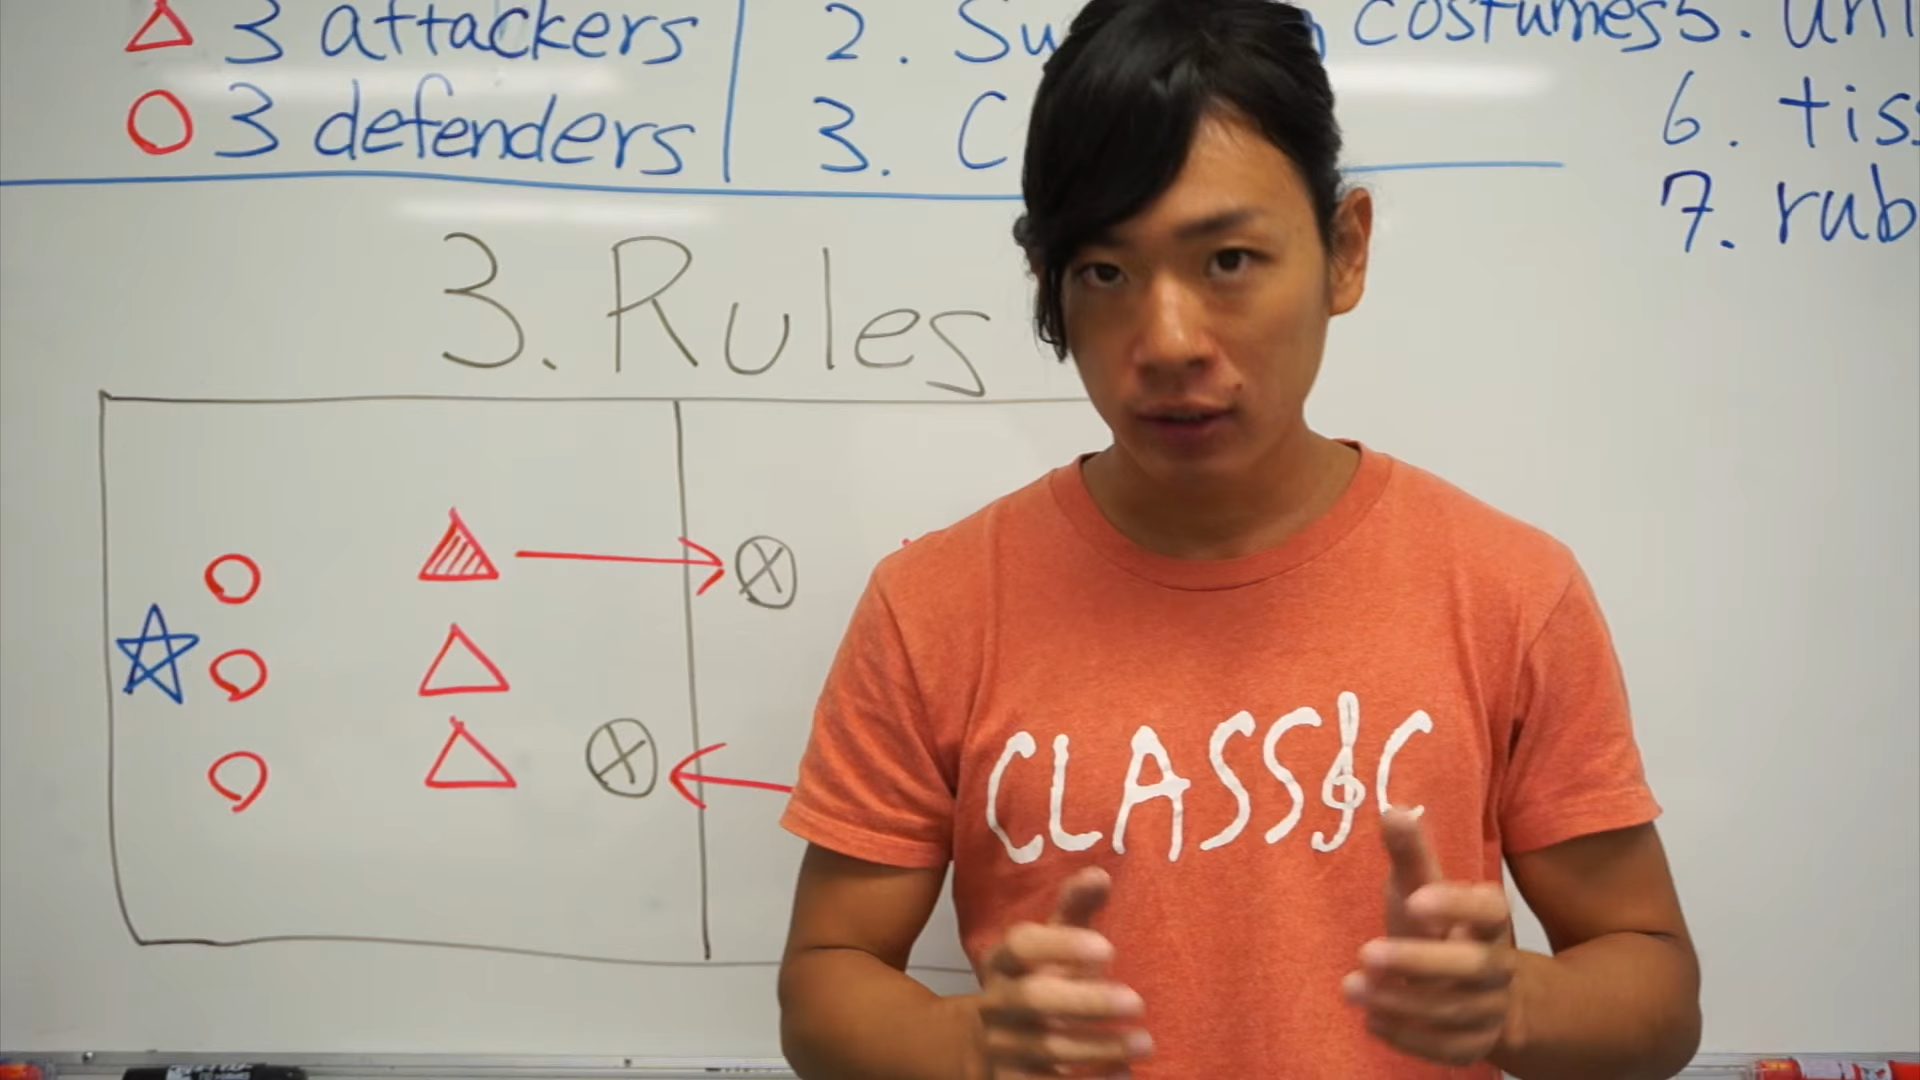 3 attackers
3 defenders
2. Su costumes
3. C
5. uni
6. tiss
7. rub
3. Rules
CLASSIC